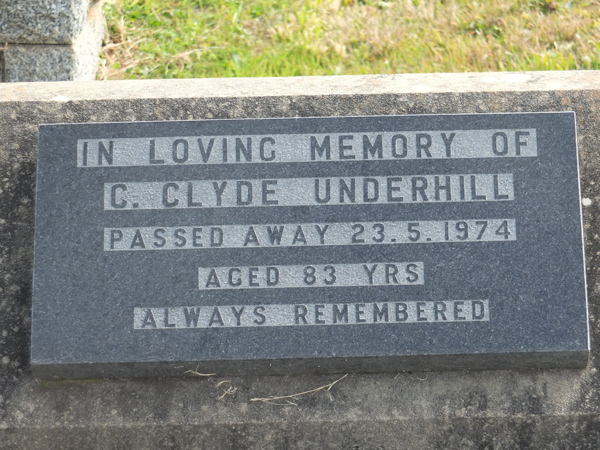 IN LOVING MEMORY OF
C. CLYDE UNDERHILL
PASSED AWAY 23.5.1974
AGED 83 YRS
ALWAYS REMEMBERED